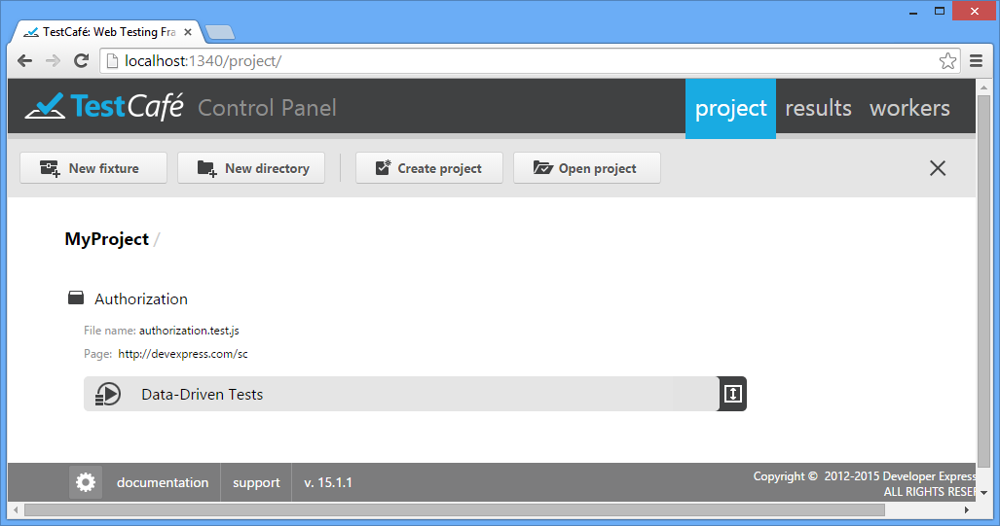 TestCafé: Web Testing Fra
localhost:1340/project/
TestCafé Control Panel project results workers
New fixture New directory Create project Open project
MyProject /
Authorization
File name: authorization.test.js
Page: http://devexpress.com/sc
Data-Driven Tests
documentation support v. 15.1.1
Copyright © 2012-2015 Developer Express
ALL RIGHTS RESER